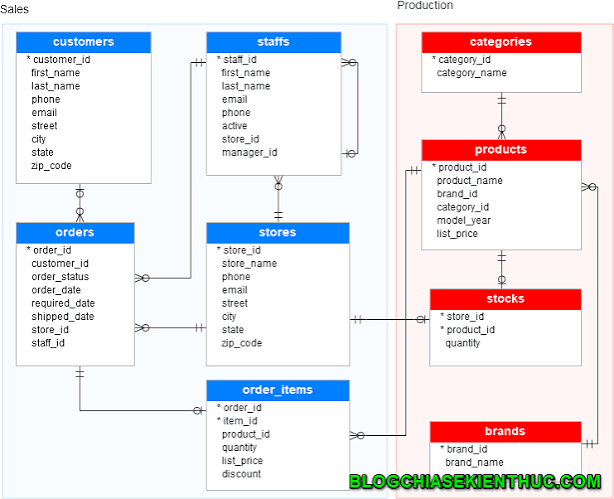 Sales
Production
customers
* customer_id
first_name
last_name
phone
email
street
city
state
zip_code
staffs
* staff_id
first_name
last_name
email
phone
active
store_id
manager_id
categories
* category_id
category_name
products
* product_id
product_name
brand_id
category_id
model_year
list_price
orders
* order_id
customer_id
order_status
order_date
required_date
shipped_date
store_id
staff_id
stores
* store_id
store_name
phone
email
street
city
state
zip_code
stocks
* store_id
* product_id
quantity
order_items
* order_id
* item_id
product_id
quantity
list_price
discount
brands
* brand_id
brand_name
BLOGCHIASEKIENTHUC.COM